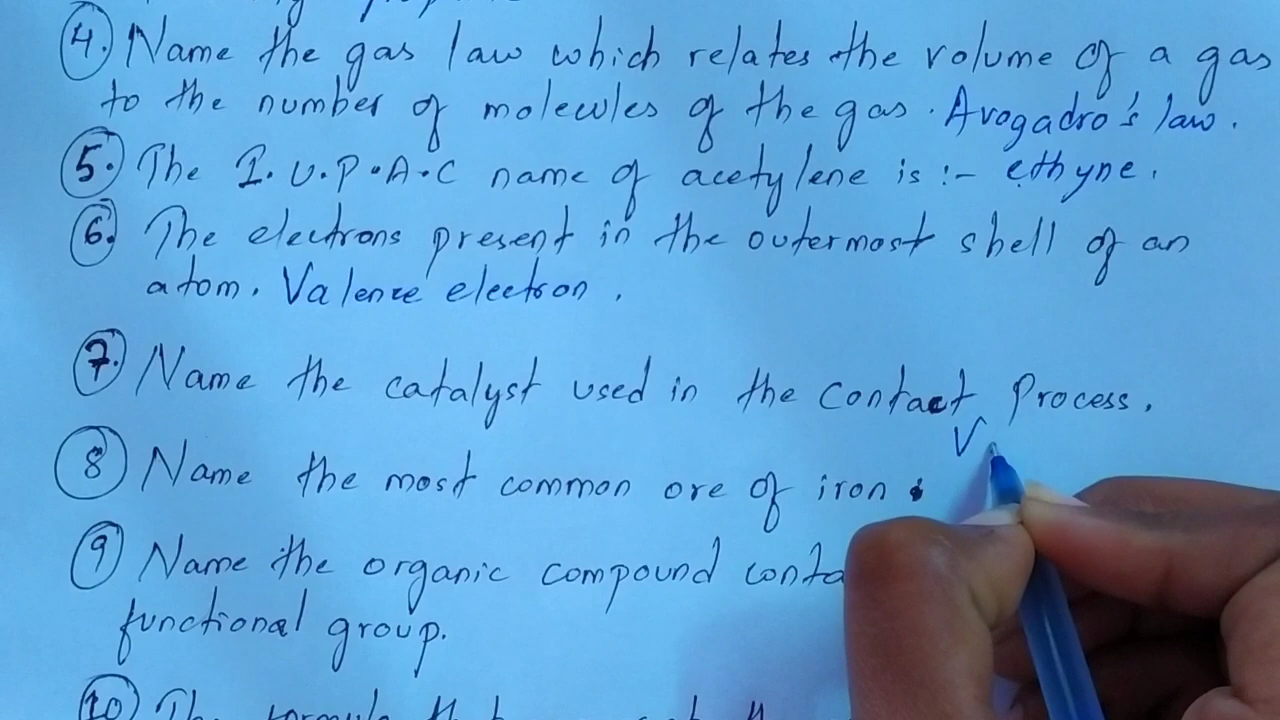 4. Name the gas law which relates the volume of a gas
to the number of molecules of the gas. Avogadro's law.
5. The I.U.P.A.C name of acetylene is :- ethyne.
6. The electrons present in the outermost shell of an
atom. Valence electron.
7. Name the catalyst used in the contact process.
V
8 Name the most common ore of iron.
9 Name the organic compound
functional group.
10 The formula